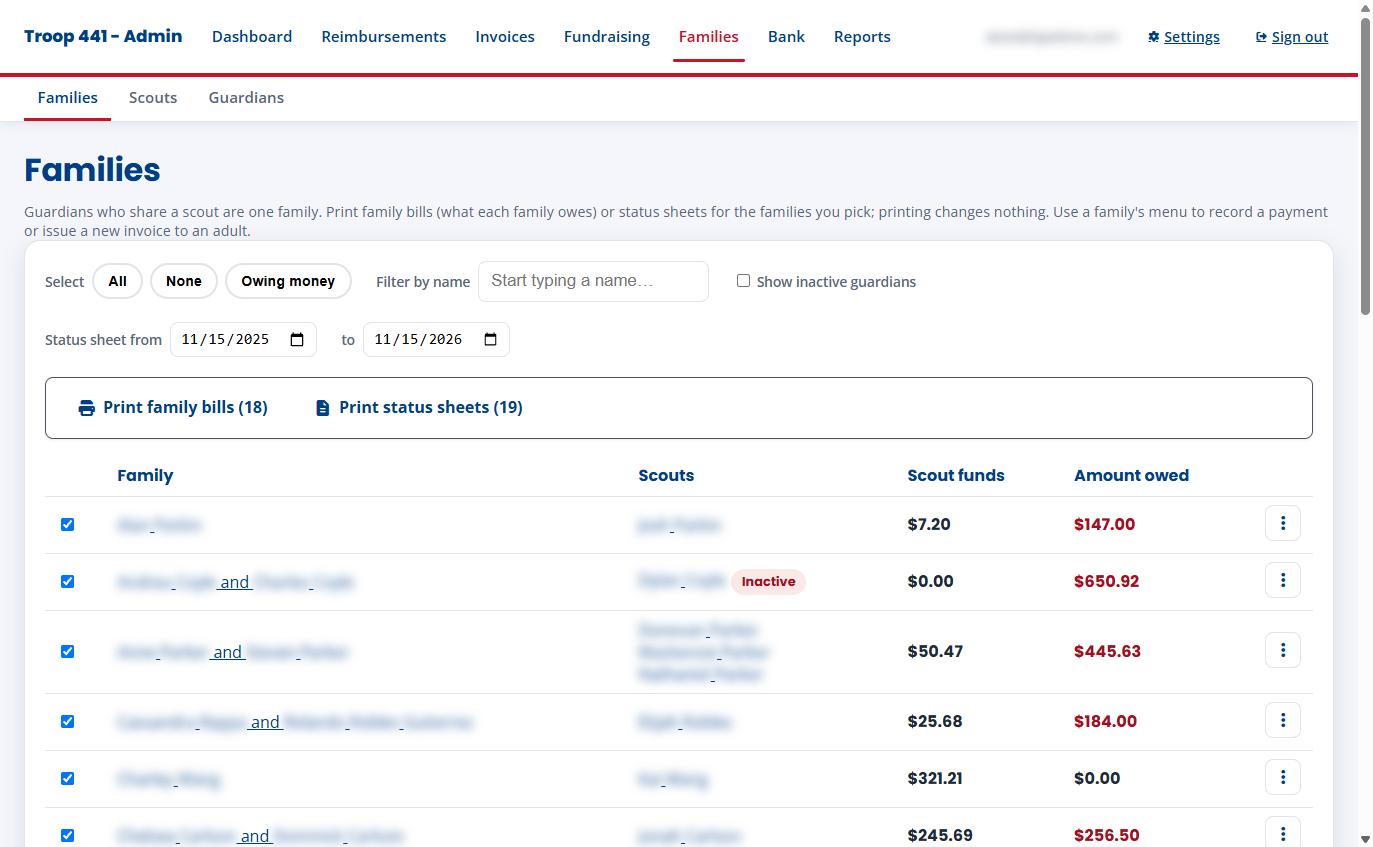 Troop 441 - Admin Dashboard Reimbursements Invoices Fundraising Families Bank Reports Settings Sign out
Families Scouts Guardians
Families
Guardians who share a scout are one family. Print family bills (what each family owes) or status sheets for the families you pick; printing changes nothing. Use a family's menu to record a payment
or issue a new invoice to an adult.
Select All None Owing money Filter by name Start typing a name… Show inactive guardians
Status sheet from 11/15/2025 to 11/15/2026
Print family bills (18) Print status sheets (19)
Family Scouts Scout funds Amount owed
$7.20 $147.00
and Inactive $0.00 $650.92
and $50.47 $445.63
and $25.68 $184.00
$321.21 $0.00
and $245.69 $256.50